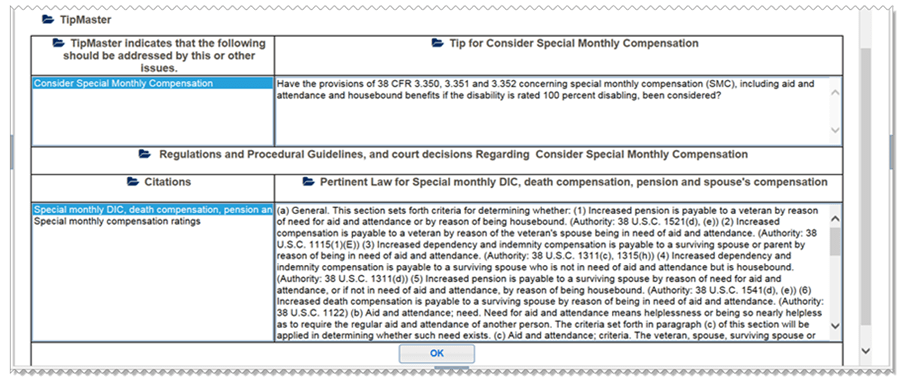 TipMaster
TipMaster indicates that the following
should be addressed by this or other
issues.
Tip for Consider Special Monthly Compensation
Consider Special Monthly Compensation
Have the provisions of 38 CFR 3.350, 3.351 and 3.352 concerning special monthly compensation (SMC), including aid and
attendance and housebound benefits if the disability is rated 100 percent disabling, been considered?
Regulations and Procedural Guidelines, and court decisions Regarding Consider Special Monthly Compensation
Citations
Pertinent Law for Special monthly DIC, death compensation, pension and spouse's compensation
Special monthly DIC, death compensation, pension an
Special monthly compensation ratings
(a) General. This section sets forth criteria for determining whether: (1) Increased pension is payable to a veteran by reason
of need for aid and attendance or by reason of being housebound. (Authority: 38 U.S.C. 1521(d), (e)) (2) Increased
compensation is payable to a veteran by reason of the veteran's spouse being in need of aid and attendance. (Authority: 38
U.S.C. 1115(1)(E)) (3) Increased dependency and indemnity compensation is payable to a surviving spouse or parent by
reason of being in need of aid and attendance. (Authority: 38 U.S.C. 1311(c), 1315(h)) (4) Increased dependency and
indemnity compensation is payable to a surviving spouse who is not in need of aid and attendance but is housebound.
(Authority: 38 U.S.C. 1311(d)) (5) Increased pension is payable to a surviving spouse by reason of need for aid and
attendance, or if not in need of aid and attendance, by reason of being housebound. (Authority: 38 U.S.C. 1541(d), (e)) (6)
Increased death compensation is payable to a surviving spouse by reason of being in need of aid and attendance. (Authority:
38 U.S.C. 1122) (b) Aid and attendance; need. Need for aid and attendance means helplessness or being so nearly helpless
as to require the regular aid and attendance of another person. The criteria set forth in paragraph (c) of this section will be
applied in determining whether such need exists. (c) Aid and attendance; criteria. The veteran, spouse, surviving spouse or
OK